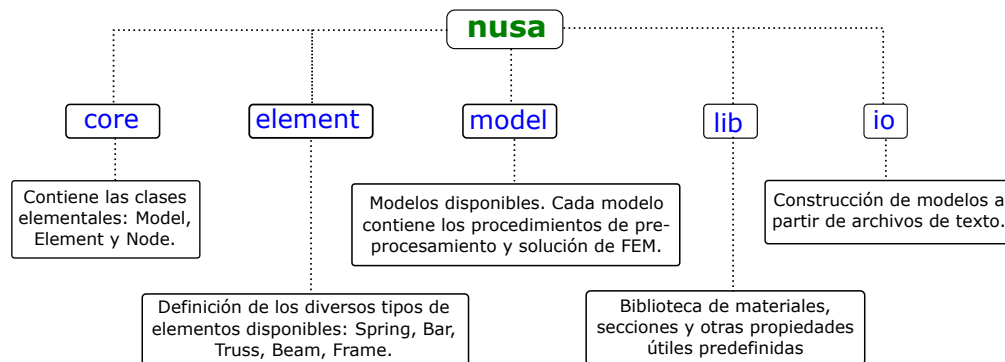 nusa
core
element
model
lib
io
Contiene las clases
elementales: Model,
Element y Node.
Modelos disponibles. Cada modelo
contiene los procedimientos de pre-
procesamiento y solución de FEM.
Construcción de modelos a
partir de archivos de texto.
Definición de los diversos tipos de
elementos disponibles: Spring, Bar,
Truss, Beam, Frame.
Biblioteca de materiales,
secciones y otras propiedades
útiles predefinidas